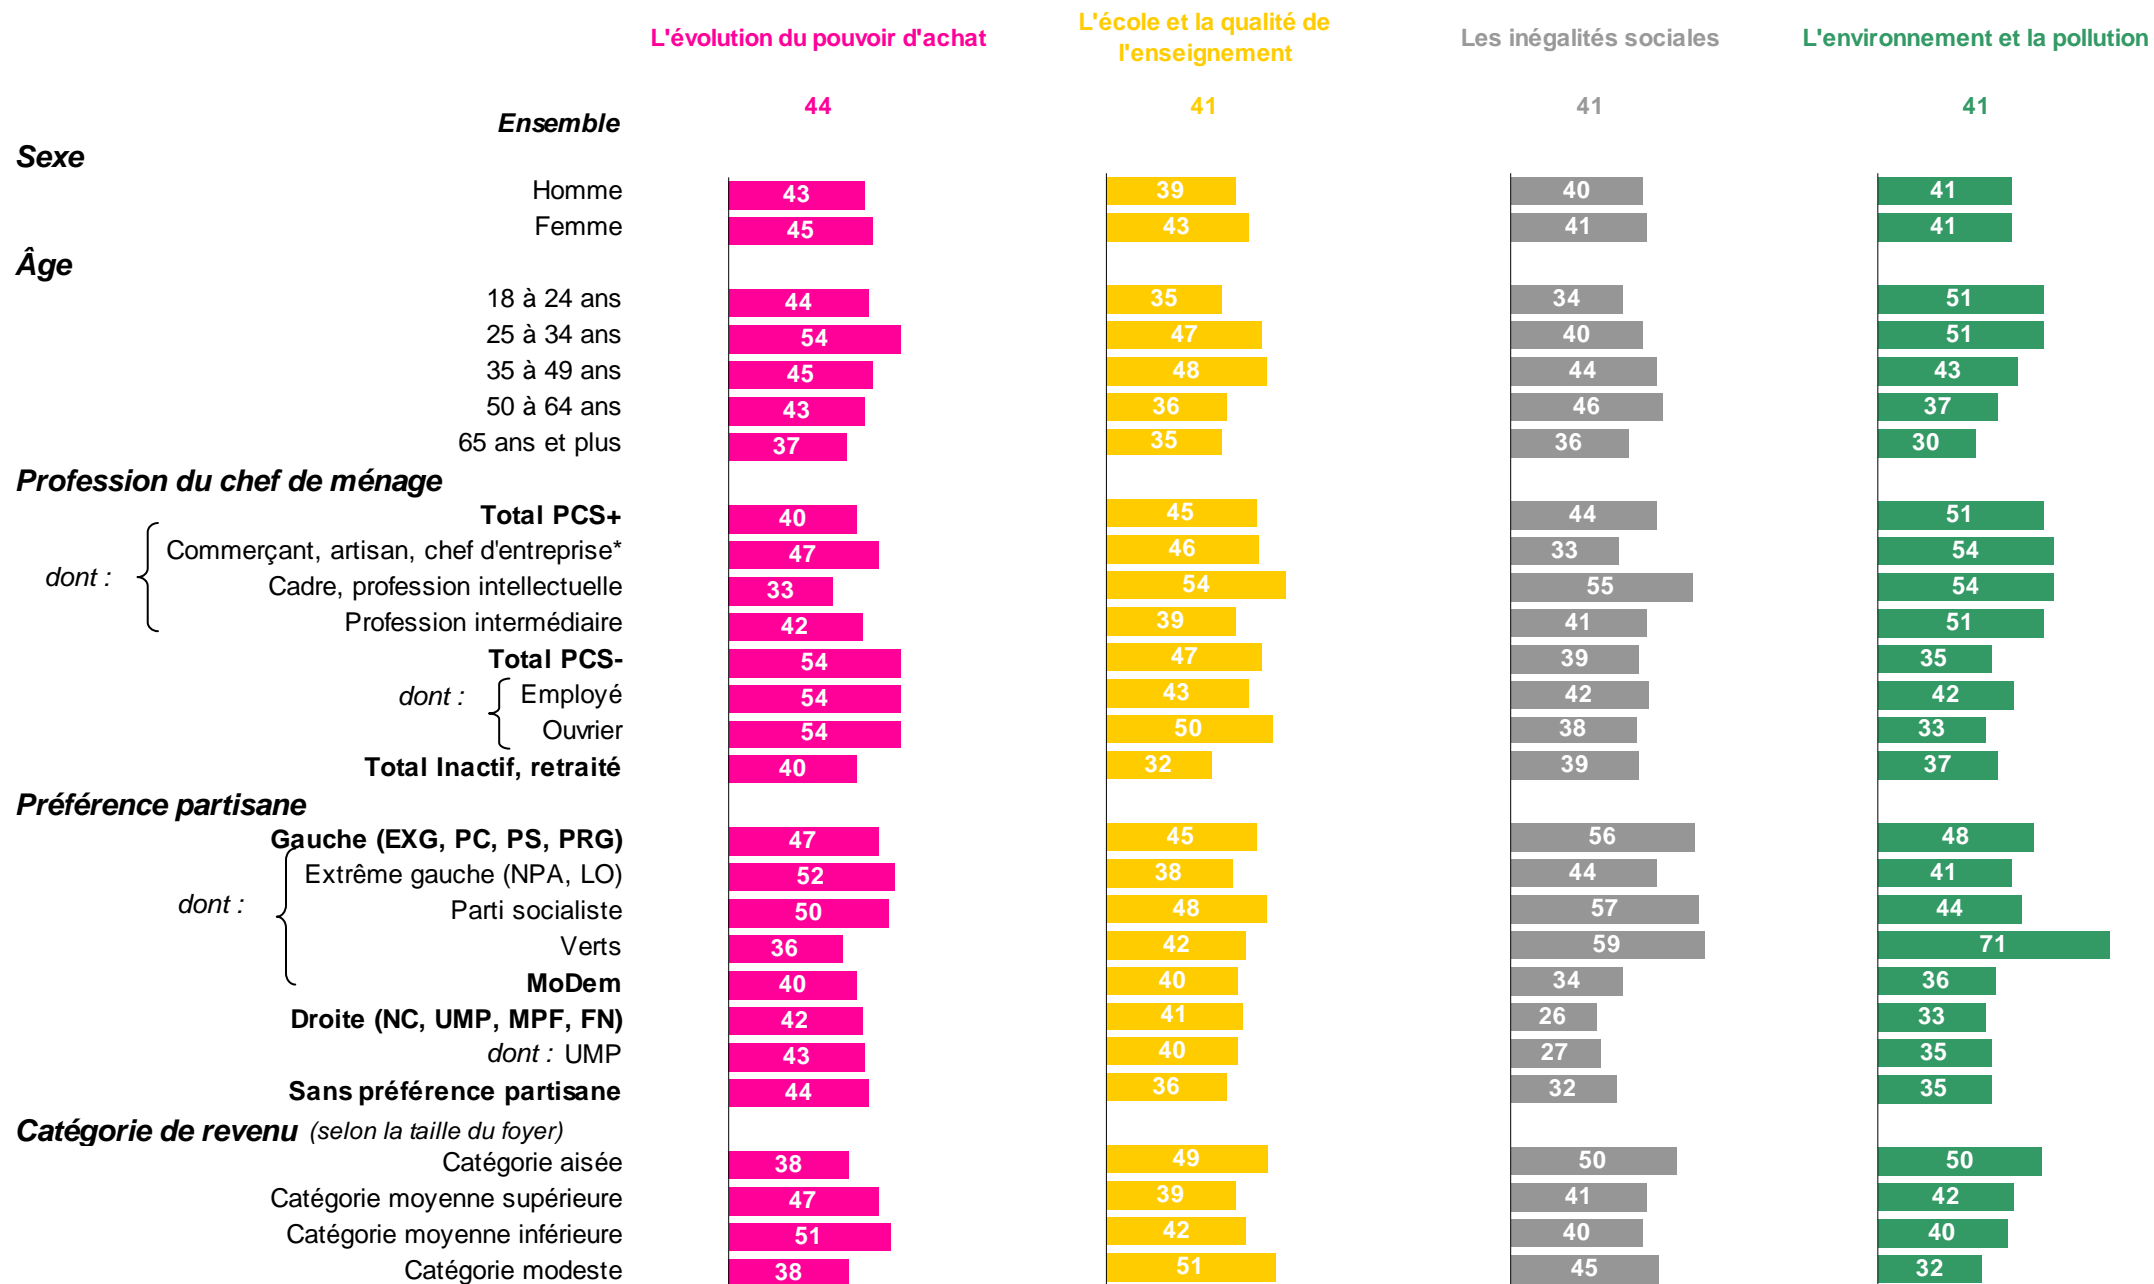 L'évolution du pouvoir d'achat
L'école et la qualité de
l'enseignement
Les inégalités sociales
L'environnement et la pollution
Ensemble 44 41 41 41
Sexe
Homme 43 39 40 41
Femme 45 43 41 41
Âge
18 à 24 ans 44 35 34 51
25 à 34 ans 54 47 40 51
35 à 49 ans 45 48 44 43
50 à 64 ans 43 36 46 37
65 ans et plus 37 35 36 30
Profession du chef de ménage
Total PCS+ 40 45 44 51
Commerçant, artisan, chef d'entreprise* 47 46 33 54
dont : Cadre, profession intellectuelle 33 54 55 54
Profession intermédiaire 42 39 41 51
Total PCS- 54 47 39 35
dont : Employé 54 43 42 42
Ouvrier 54 50 38 33
Total Inactif, retraité 40 32 39 37
Préférence partisane
Gauche (EXG, PC, PS, PRG) 47 45 56 48
Extrême gauche (NPA, LO) 52 38 44 41
dont : Parti socialiste 50 48 57 44
Verts 36 42 59 71
MoDem 40 40 34 36
Droite (NC, UMP, MPF, FN) 42 41 26 33
dont : UMP 43 40 27 35
Sans préférence partisane 44 36 32 35
Catégorie de revenu (selon la taille du foyer)
Catégorie aisée 38 49 50 50
Catégorie moyenne supérieure 47 39 41 42
Catégorie moyenne inférieure 51 42 40 40
Catégorie modeste 38 51 45 32